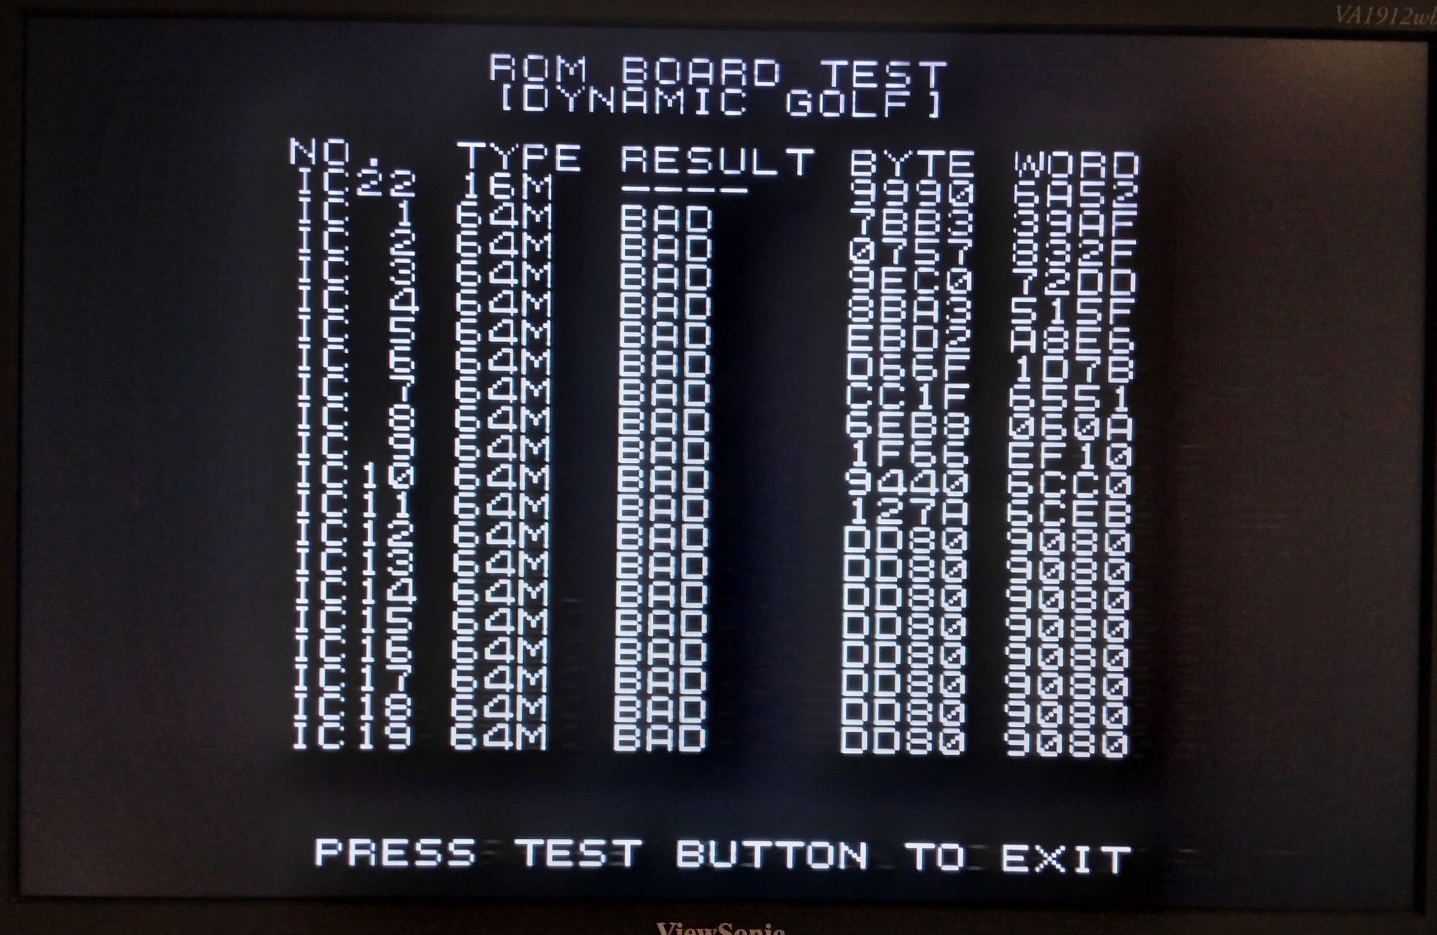 VA1912wb
ROM BOARD TEST
[DYNAMIC GOLF]
NO. TYPE RESULT BYTE WORD
IC22 16M ---- 9990 6AE2
IC 1 64M BAD 7BB3 39AF
IC 2 64M BAD 0757 832F
IC 3 64M BAD 9EC0 72DD
IC 4 64M BAD 8BA3 515F
IC 5 64M BAD EBD2 A8E6
IC 6 64M BAD D66F 1D7B
IC 7 64M BAD CC1F 6551
IC 8 64M BAD 6EB8 060A
IC 9 64M BAD 1F66 EF10
IC10 64M BAD 9440 6CC0
IC11 64M BAD 127A 6CEB
IC12 64M BAD DD80 9080
IC13 64M BAD DD80 9080
IC14 64M BAD DD80 9080
IC15 64M BAD DD80 9080
IC16 64M BAD DD80 9080
IC17 64M BAD DD80 9080
IC18 64M BAD DD80 9080
IC19 64M BAD DD80 9080
PRESS TEST BUTTON TO EXIT
ViewSonic